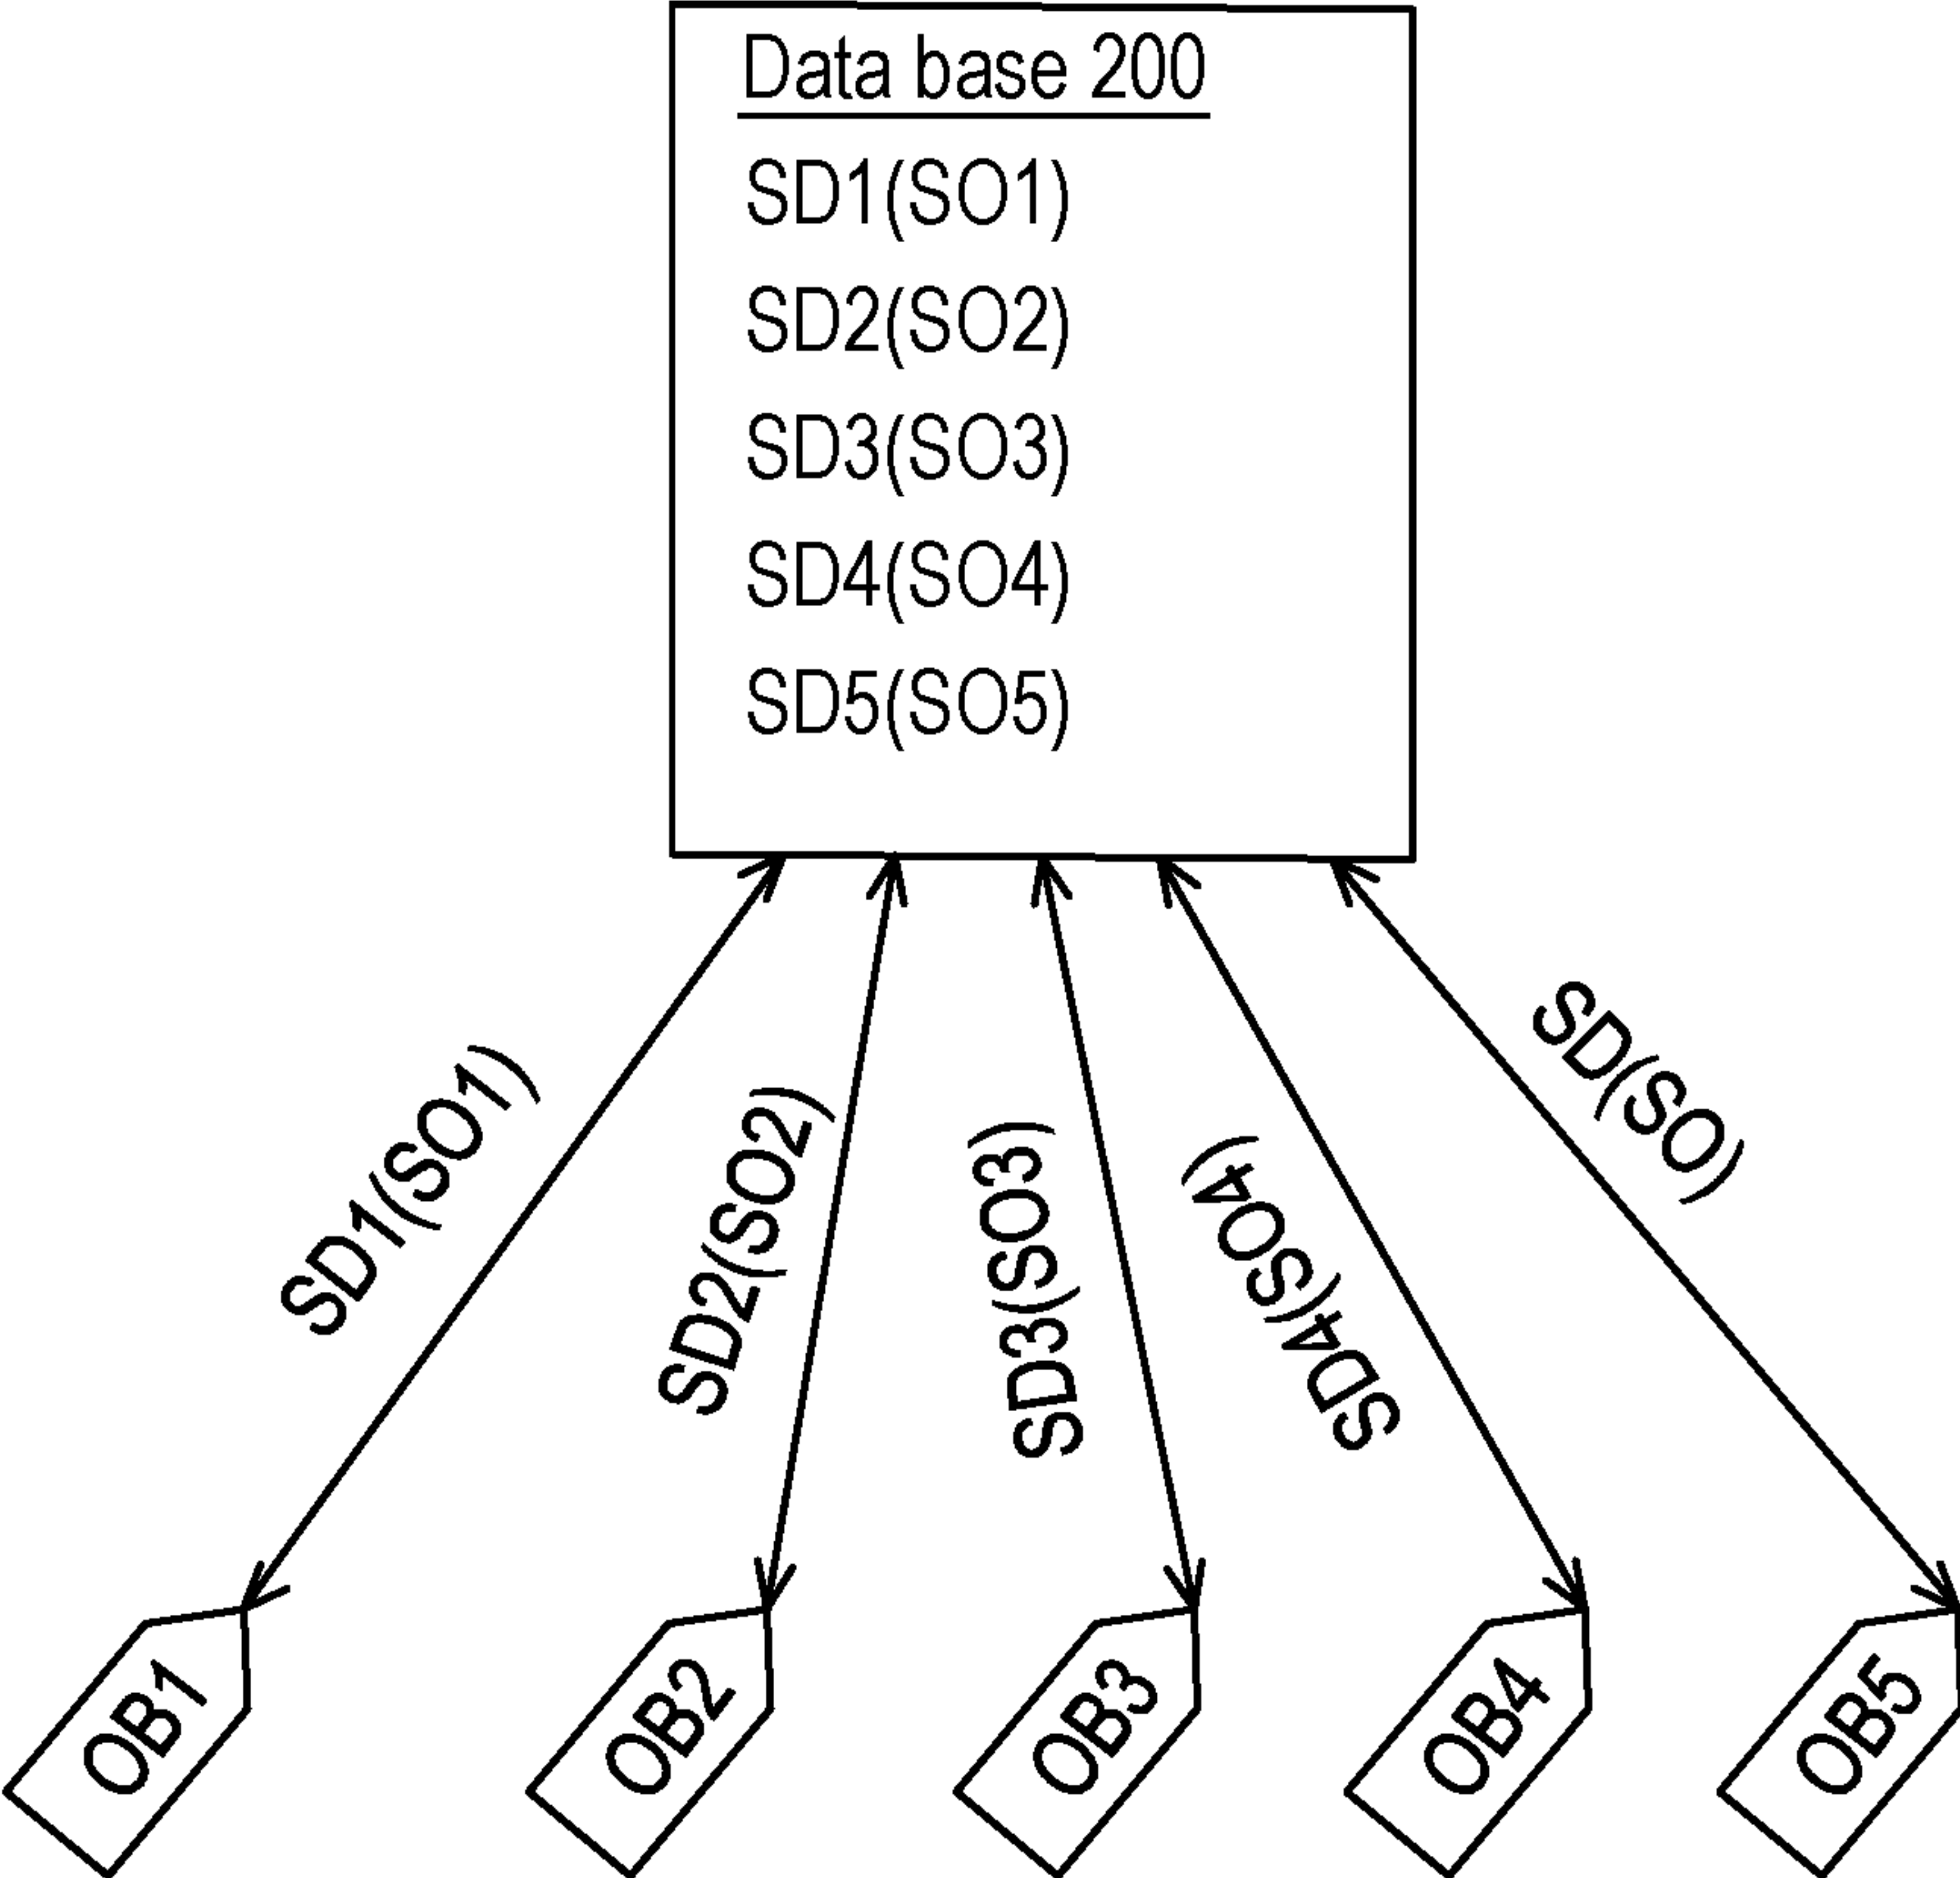 Data base 200
SD1(SO1)
SD2(SO2)
SD3(SO3)
SD4(SO4)
SD5(SO5)
SD1(SO1)
SD2(SO2)
SD3(SO3)
SD4(SO4)
SD(SO)
OB1
OB2
OB3
OB4
OB5